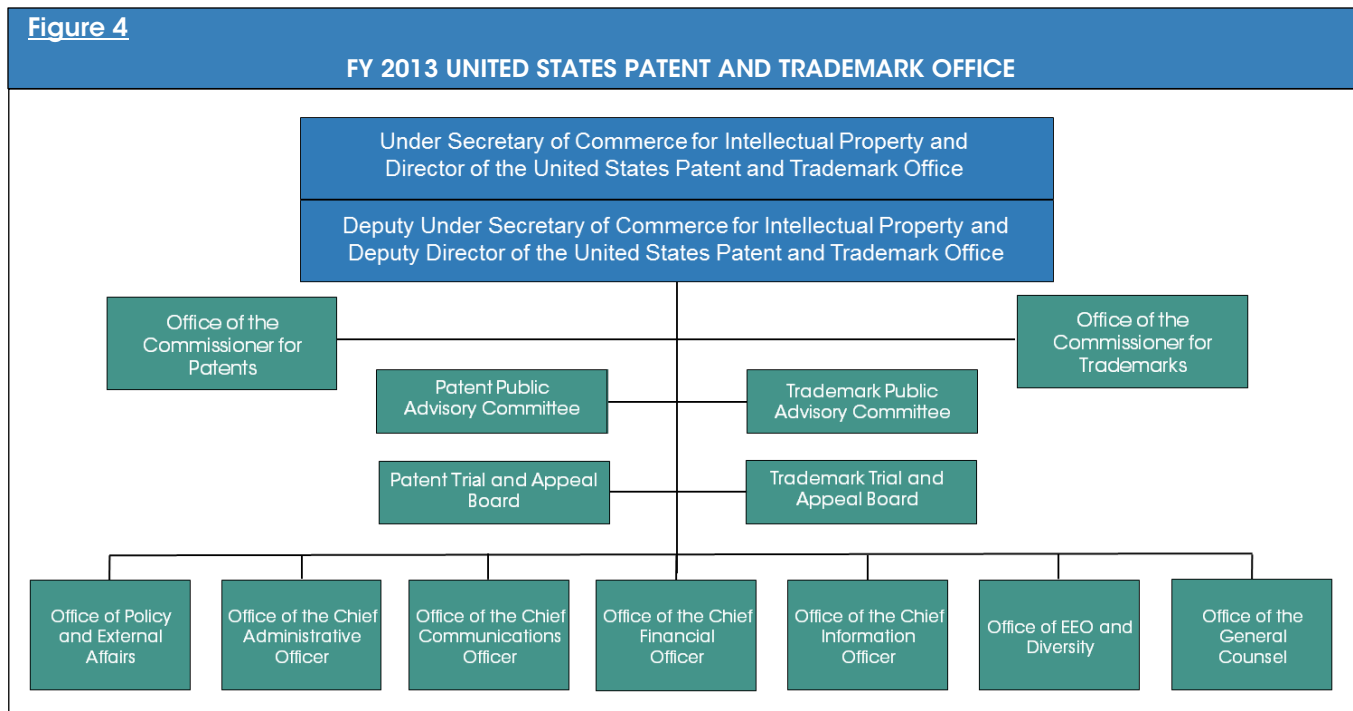 Figure 4
FY 2013 UNITED STATES PATENT AND TRADEMARK OFFICE
Under Secretary of Commerce for Intellectual Property and
Director of the United States Patent and Trademark Office
Deputy Under Secretary of Commerce for Intellectual Property and
Deputy Director of the United States Patent and Trademark Office
Office of the
Commissioner for
Patents
Office of the
Commissioner for
Trademarks
Patent Public
Advisory Committee
Trademark Public
Advisory Committee
Patent Trial and Appeal
Board
Trademark Trial and
Appeal Board
Office of Policy
and External
Affairs
Office of the Chief
Administrative
Officer
Office of the Chief
Communications
Officer
Office of the Chief
Financial
Officer
Office of the Chief
Information
Officer
Office of EEO and
Diversity
Office of the
General
Counsel